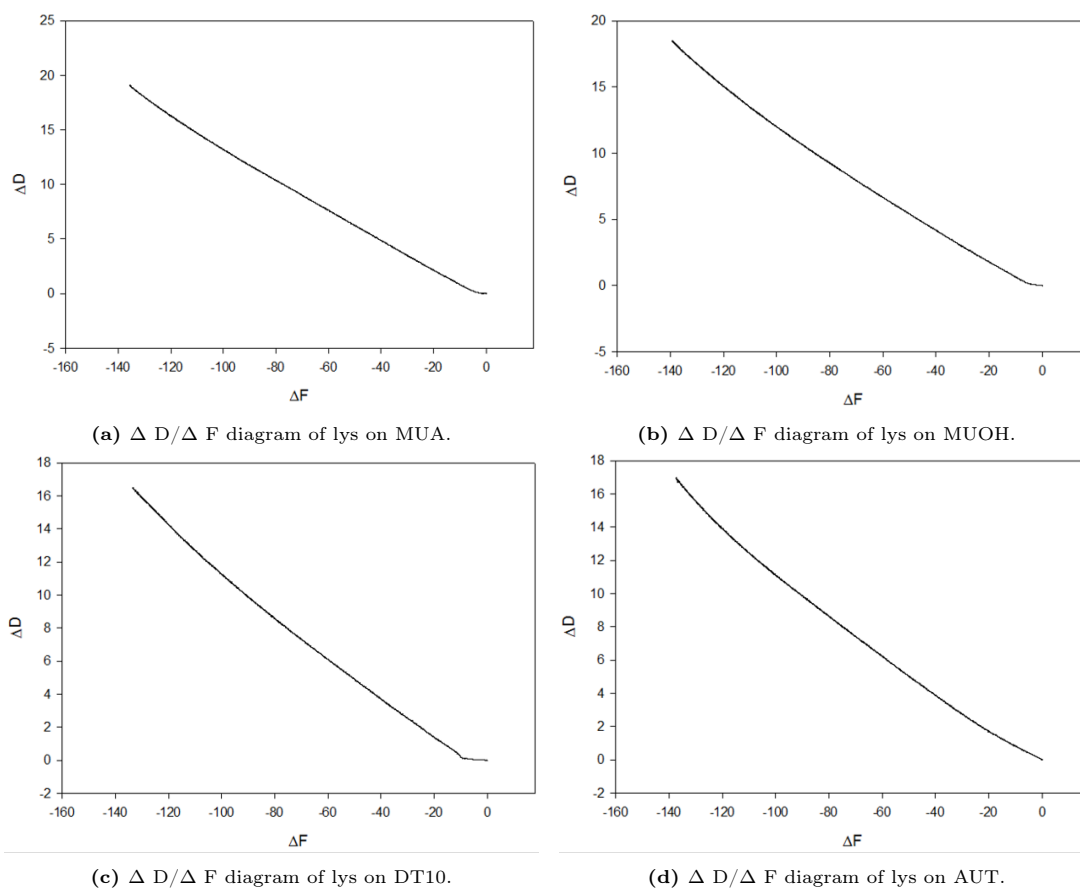 25
20
15
10
5
0
-5
ΔD
-160 -140 -120 -100 -80 -60 -40 -20 0
ΔF
(a) Δ D/Δ F diagram of lys on MUA.
20
15
10
5
0
-5
ΔD
-160 -140 -120 -100 -80 -60 -40 -20 0
ΔF
(b) Δ D/Δ F diagram of lys on MUOH.
18
16
14
12
10
8
6
4
2
0
-2
ΔD
-160 -140 -120 -100 -80 -60 -40 -20 0
ΔF
(c) Δ D/Δ F diagram of lys on DT10.
18
16
14
12
10
8
6
4
2
0
-2
ΔD
-160 -140 -120 -100 -80 -60 -40 -20 0
ΔF
(d) Δ D/Δ F diagram of lys on AUT.